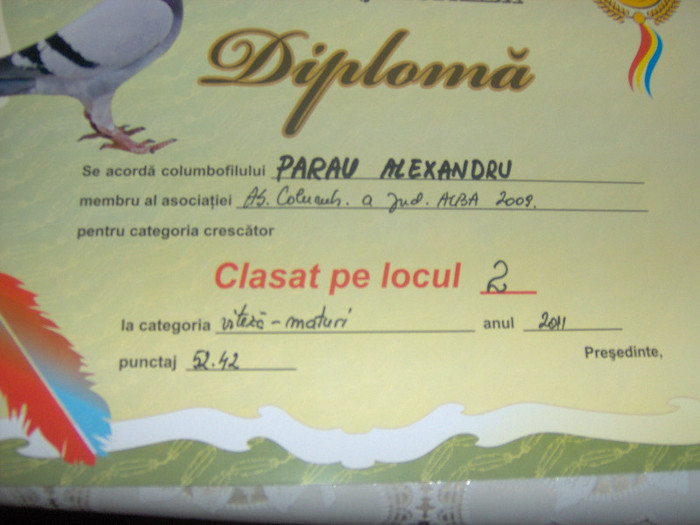 Diplomă
Se acordă columbofilului PARAU ALEXANDRU
membru al asociației As. Columb. a Jud. ALBA 2009.
pentru categoria crescător
Clasat pe locul 2
la categoria viteză - maturi anul 2011
punctaj 52.42
Președinte,